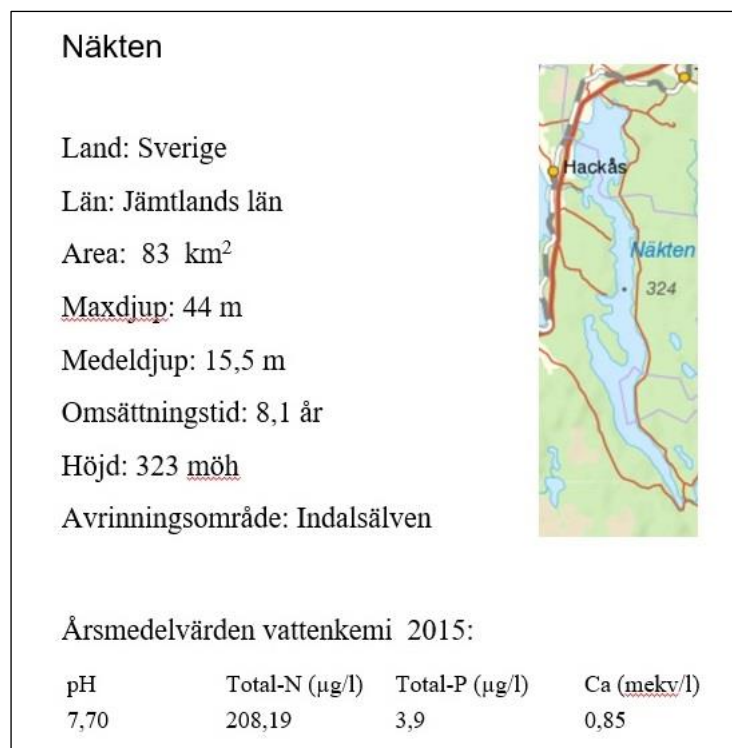 Näkten
Land: Sverige
Län: Jämtlands län
Area: 83 km²
Maxdjup: 44 m
Medeldjup: 15,5 m
Omsättningstid: 8,1 år
Höjd: 323 möh
Avrinningsområde: Indalsälven
Hackås
Näkten
324
Årsmedelvärden vattenkemi 2015:
pH Total-N (µg/l) Total-P (µg/l) Ca (mekv/l)
7,70 208,19 3,9 0,85